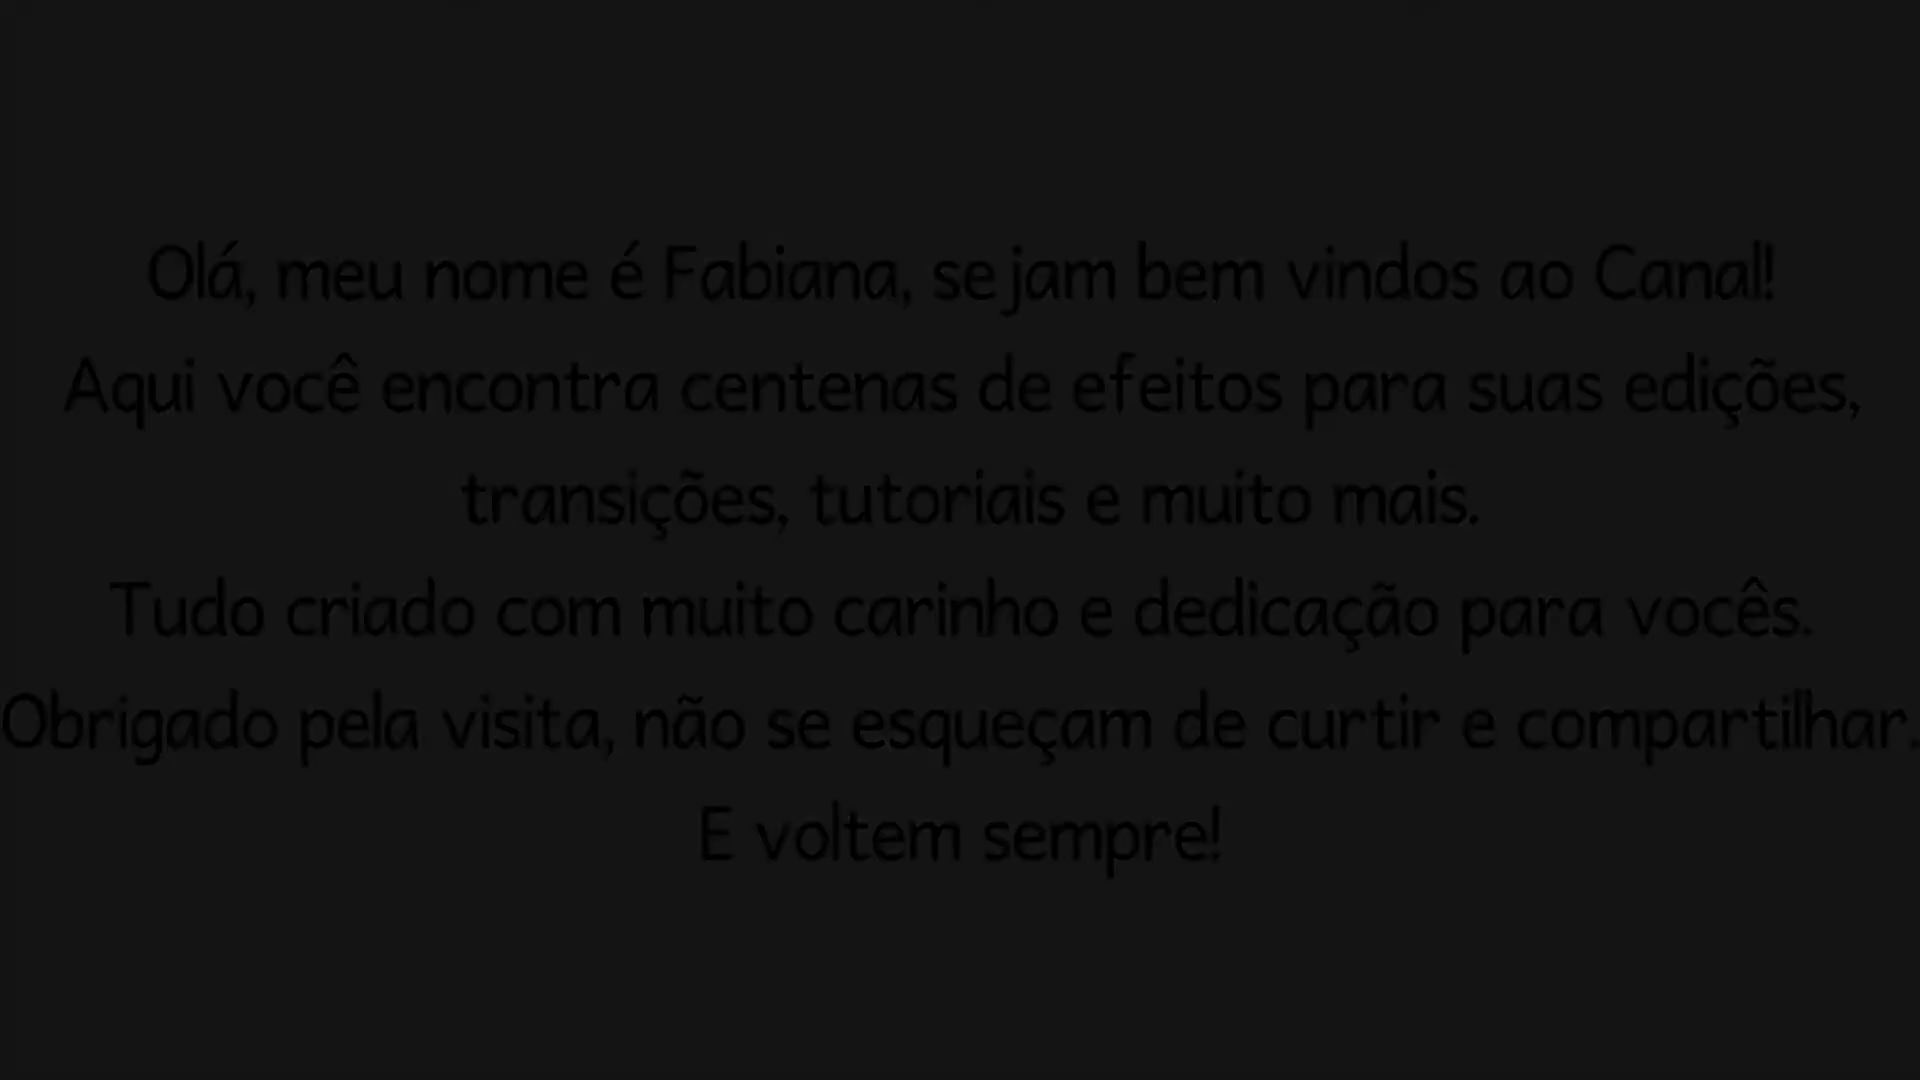 Olá, meu nome é Fabiana, sejam bem vindos ao Canal!
Aqui você encontra centenas de efeitos para suas edições,
transições, tutoriais e muito mais.
Tudo criado com muito carinho e dedicação para vocês.
Obrigado pela visita, não se esqueçam de curtir e compartilhar.
E voltem sempre!